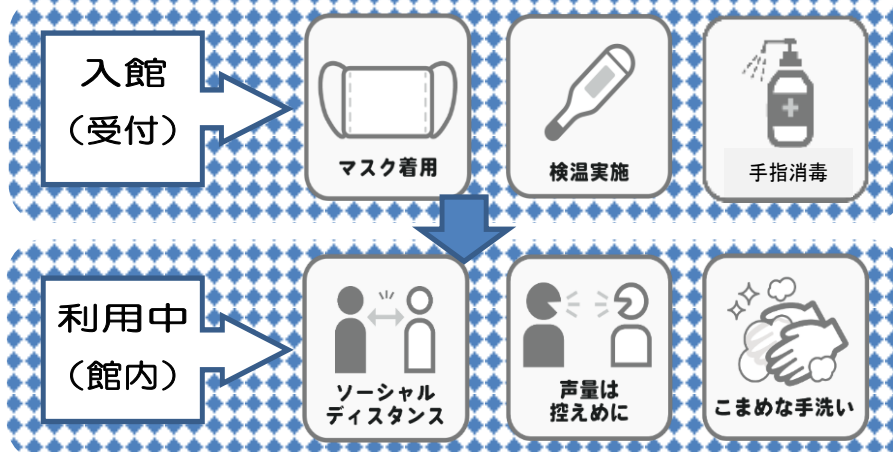 入館
（受付）
マスク着用
検温実施
手指消毒
利用中
（館内）
ソーシャル
ディスタンス
声量は
控えめに
こまめな手洗い